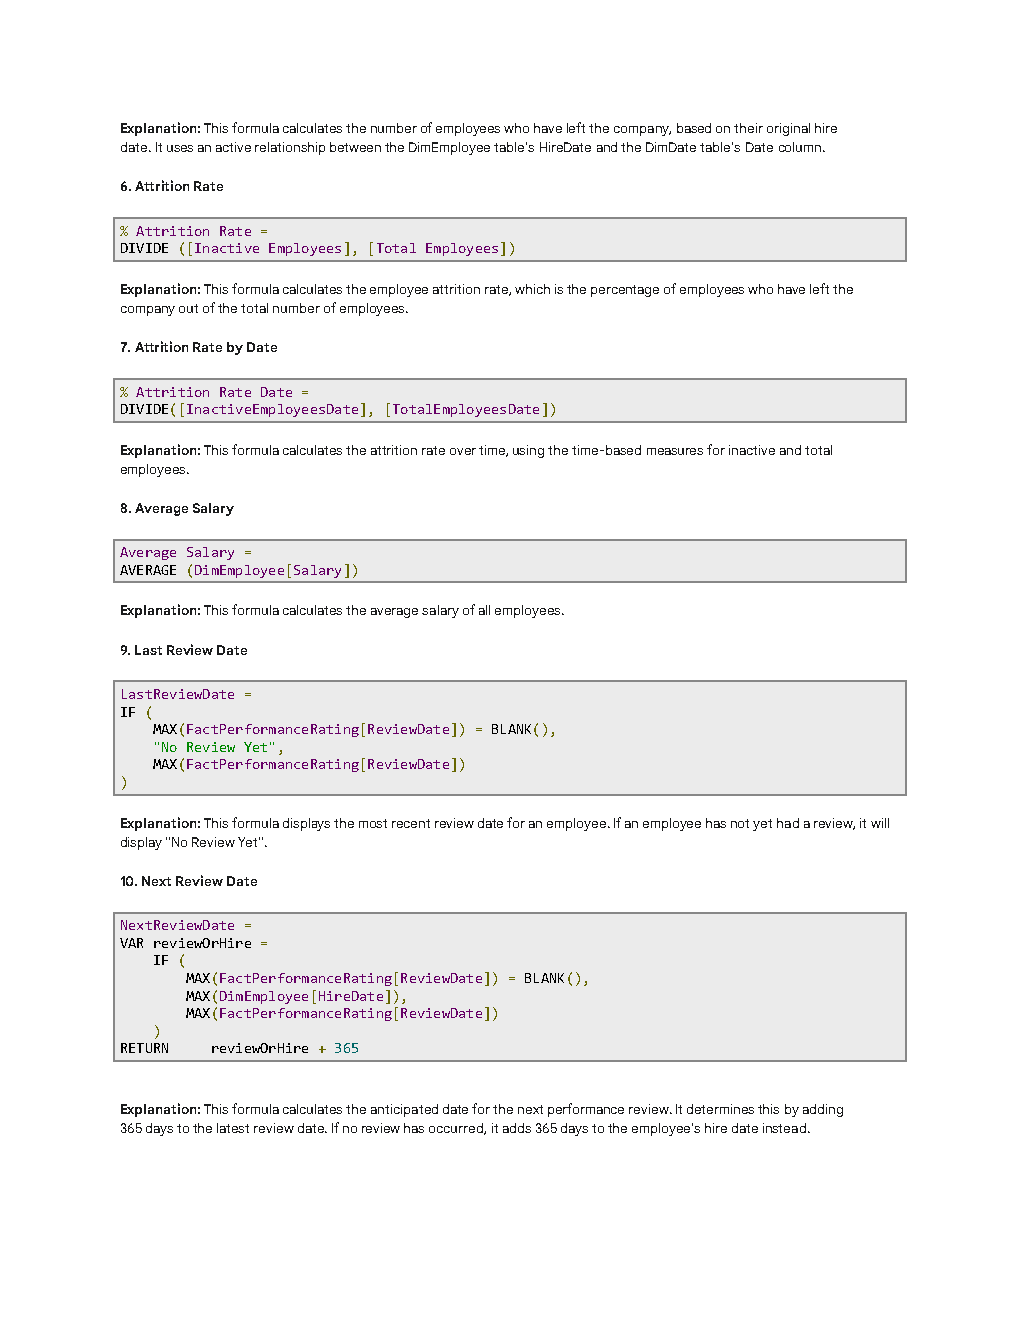 Explanation: This formula calculates the number of employees who have left the company, based on their original hire
date. It uses an active relationship between the DimEmployee table's HireDate and the DimDate table's Date column.
6. Attrition Rate
% Attrition Rate =
DIVIDE ([Inactive Employees], [Total Employees])
Explanation: This formula calculates the employee attrition rate, which is the percentage of employees who have left the
company out of the total number of employees.
7. Attrition Rate by Date
% Attrition Rate Date =
DIVIDE([InactiveEmployeesDate], [TotalEmployeesDate])
Explanation: This formula calculates the attrition rate over time, using the time-based measures for inactive and total
employees.
8. Average Salary
Average Salary =
AVERAGE (DimEmployee[Salary])
Explanation: This formula calculates the average salary of all employees.
9. Last Review Date
LastReviewDate =
IF (
    MAX(FactPerformanceRating[ReviewDate]) = BLANK(),
    "No Review Yet",
    MAX(FactPerformanceRating[ReviewDate])
)
Explanation: This formula displays the most recent review date for an employee. If an employee has not yet had a review, it will
display "No Review Yet".
10. Next Review Date
NextReviewDate =
VAR reviewOrHire =
    IF (
        MAX(FactPerformanceRating[ReviewDate]) = BLANK(),
        MAX(DimEmployee[HireDate]),
        MAX(FactPerformanceRating[ReviewDate])
    )
RETURN     reviewOrHire + 365
Explanation: This formula calculates the anticipated date for the next performance review. It determines this by adding
365 days to the latest review date. If no review has occurred, it adds 365 days to the employee's hire date instead.